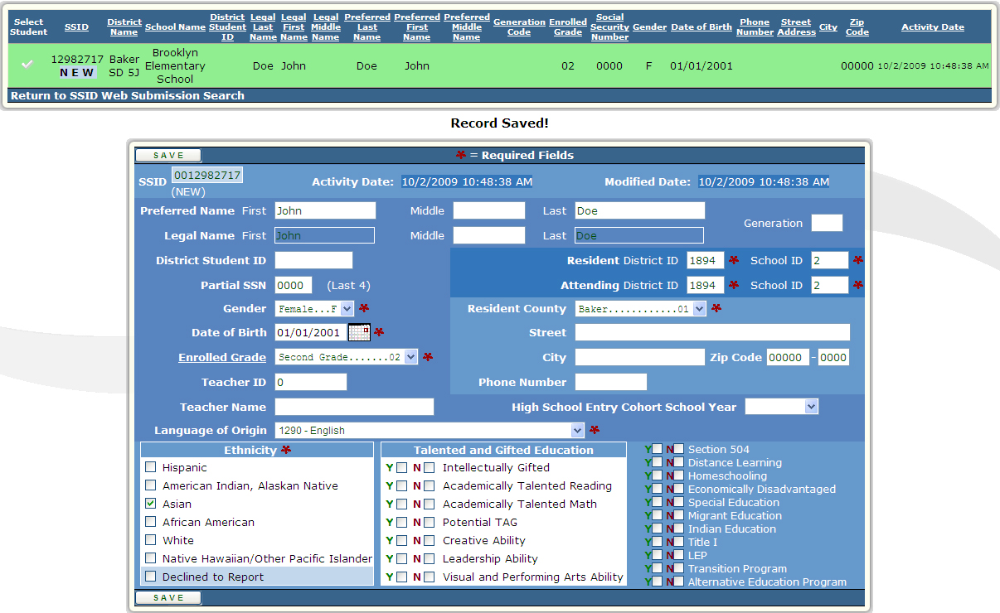 Select Student SSID District Name School Name District Student ID Legal Last Name Legal First Name Legal Middle Name Preferred Last Name Preferred First Name Preferred Middle Name Generation Code Enrolled Grade Social Security Number Gender Date of Birth Phone Number Street Address City Zip Code Activity Date
12982717 NEW Baker SD 5J Brooklyn Elementary School Doe John Doe John 02 0000 F 01/01/2001 00000 10/2/2009 10:48:38 AM
Return to SSID Web Submission Search
Record Saved!
SAVE * = Required Fields
SSID 0012982717 (NEW) Activity Date: 10/2/2009 10:48:38 AM Modified Date: 10/2/2009 10:48:38 AM
Preferred Name First John Middle Last Doe
Generation
Legal Name First John Middle Last Doe
District Student ID Resident District ID 1894 * School ID 2 *
Partial SSN 0000 (Last 4) Attending District ID 1894 * School ID 2 *
Gender Female...F * Resident County Baker............01 *
Date of Birth 01/01/2001 * Street
Enrolled Grade Second Grade.......02 * City Zip Code 00000 - 0000
Teacher ID 0 Phone Number
Teacher Name High School Entry Cohort School Year
Language of Origin 1290 - English *
Ethnicity *
Hispanic
American Indian, Alaskan Native
Asian
African American
White
Native Hawaiian/Other Pacific Islander
Declined to Report
Talented and Gifted Education
Y N Intellectually Gifted
Y N Academically Talented Reading
Y N Academically Talented Math
Y N Potential TAG
Y N Creative Ability
Y N Leadership Ability
Y N Visual and Performing Arts Ability
Y N Section 504
Y N Distance Learning
Y N Homeschooling
Y N Economically Disadvantaged
Y N Special Education
Y N Migrant Education
Y N Indian Education
Y N Title I
Y N LEP
Y N Transition Program
Y N Alternative Education Program
SAVE